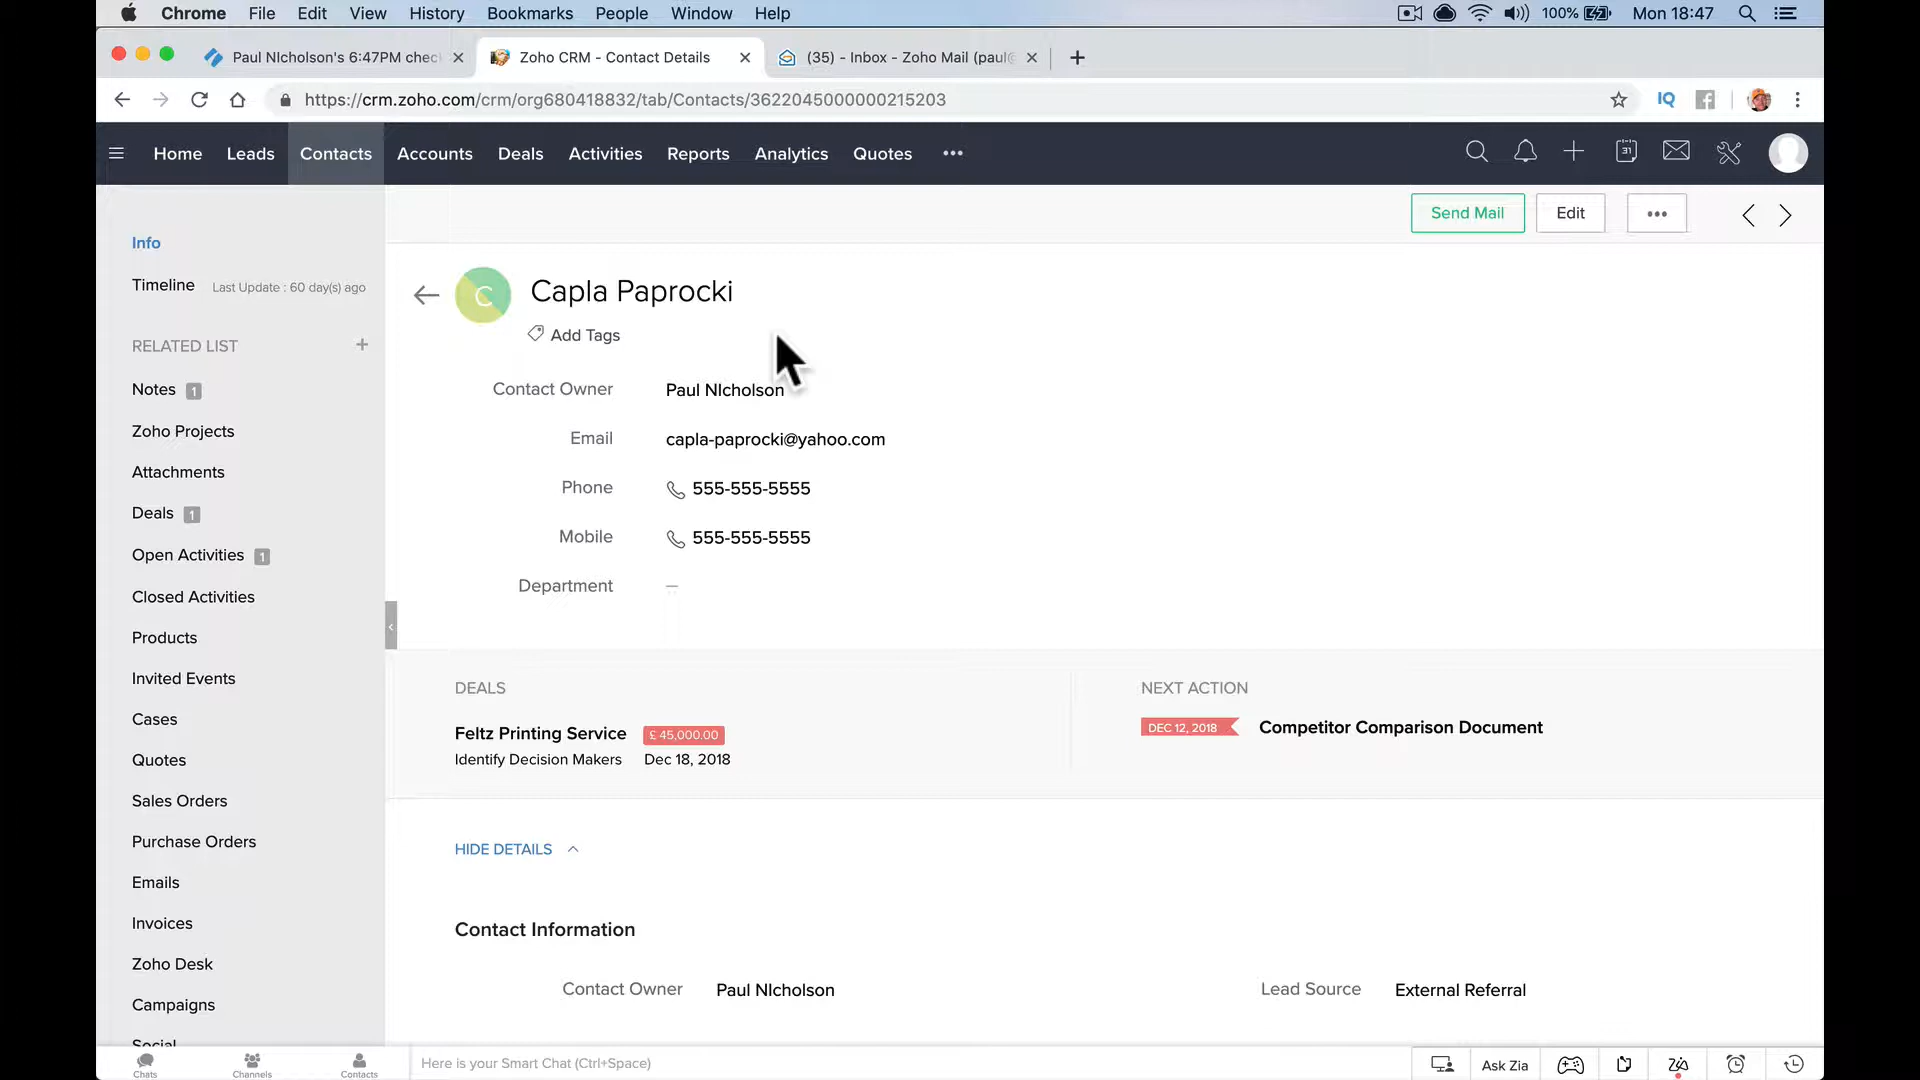 Chrome File Edit View History Bookmarks People Window Help 100% Mon 18:47
Paul NIcholson's 6:47PM chec Zoho CRM - Contact Details (35) - Inbox - Zoho Mail (paul@
https://crm.zoho.com/crm/org680418832/tab/Contacts/3622045000000215203 IQ
Home Leads Contacts Accounts Deals Activities Reports Analytics Quotes ••• 31
Send Mail Edit •••
Info
Timeline Last Update : 60 day(s) ago
RELATED LIST +
Notes 1
Zoho Projects
Attachments
Deals 1
Open Activities 1
Closed Activities
Products
Invited Events
Cases
Quotes
Sales Orders
Purchase Orders
Emails
Invoices
Zoho Desk
Campaigns
Social
C Capla Paprocki
Add Tags
Contact Owner Paul NIcholson
Email capla-paprocki@yahoo.com
Phone 555-555-5555
Mobile 555-555-5555
Department —
DEALS
Feltz Printing Service £ 45,000.00
Identify Decision Makers Dec 18, 2018
NEXT ACTION
DEC 12, 2018 Competitor Comparison Document
HIDE DETAILS
Contact Information
Contact Owner Paul NIcholson Lead Source External Referral
Chats Channels Contacts Here is your Smart Chat (Ctrl+Space) Ask Zia